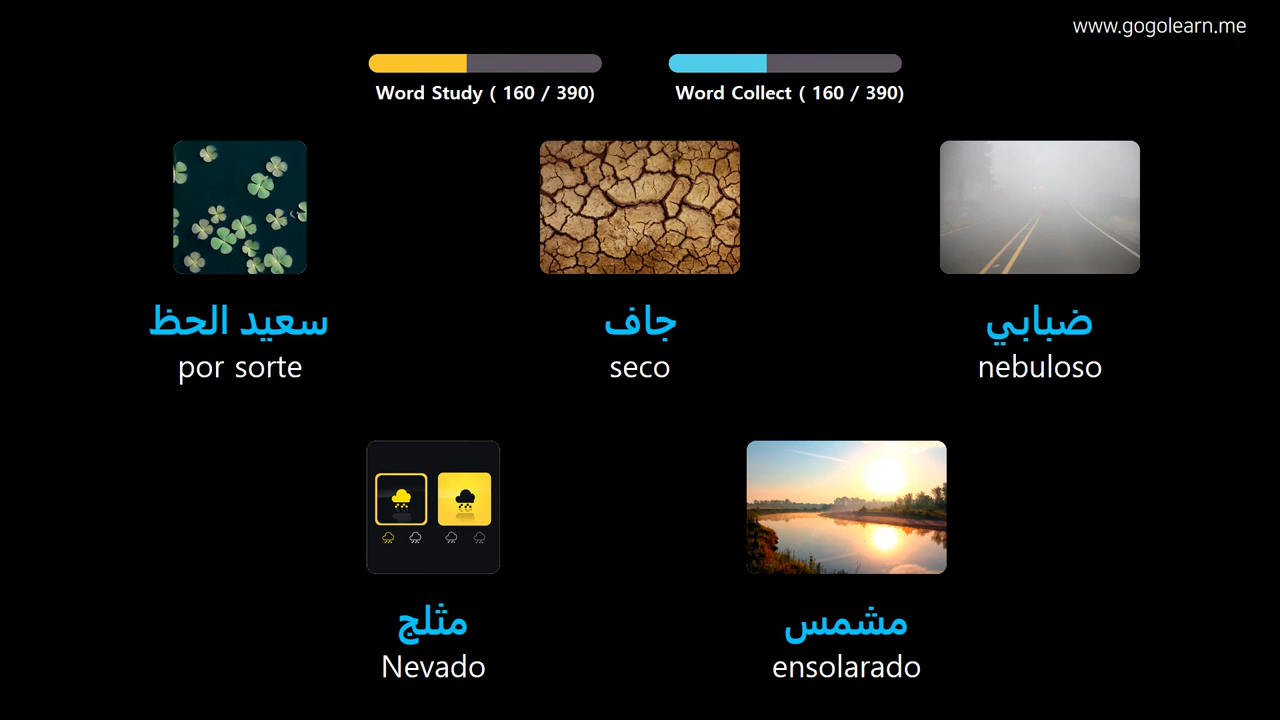 www.gogolearn.me
Word Study ( 160 / 390)
Word Collect ( 160 / 390)
سعيد الحظ
por sorte
جاف
seco
ضبابي
nebuloso
مثلج
Nevado
مشمس
ensolarado